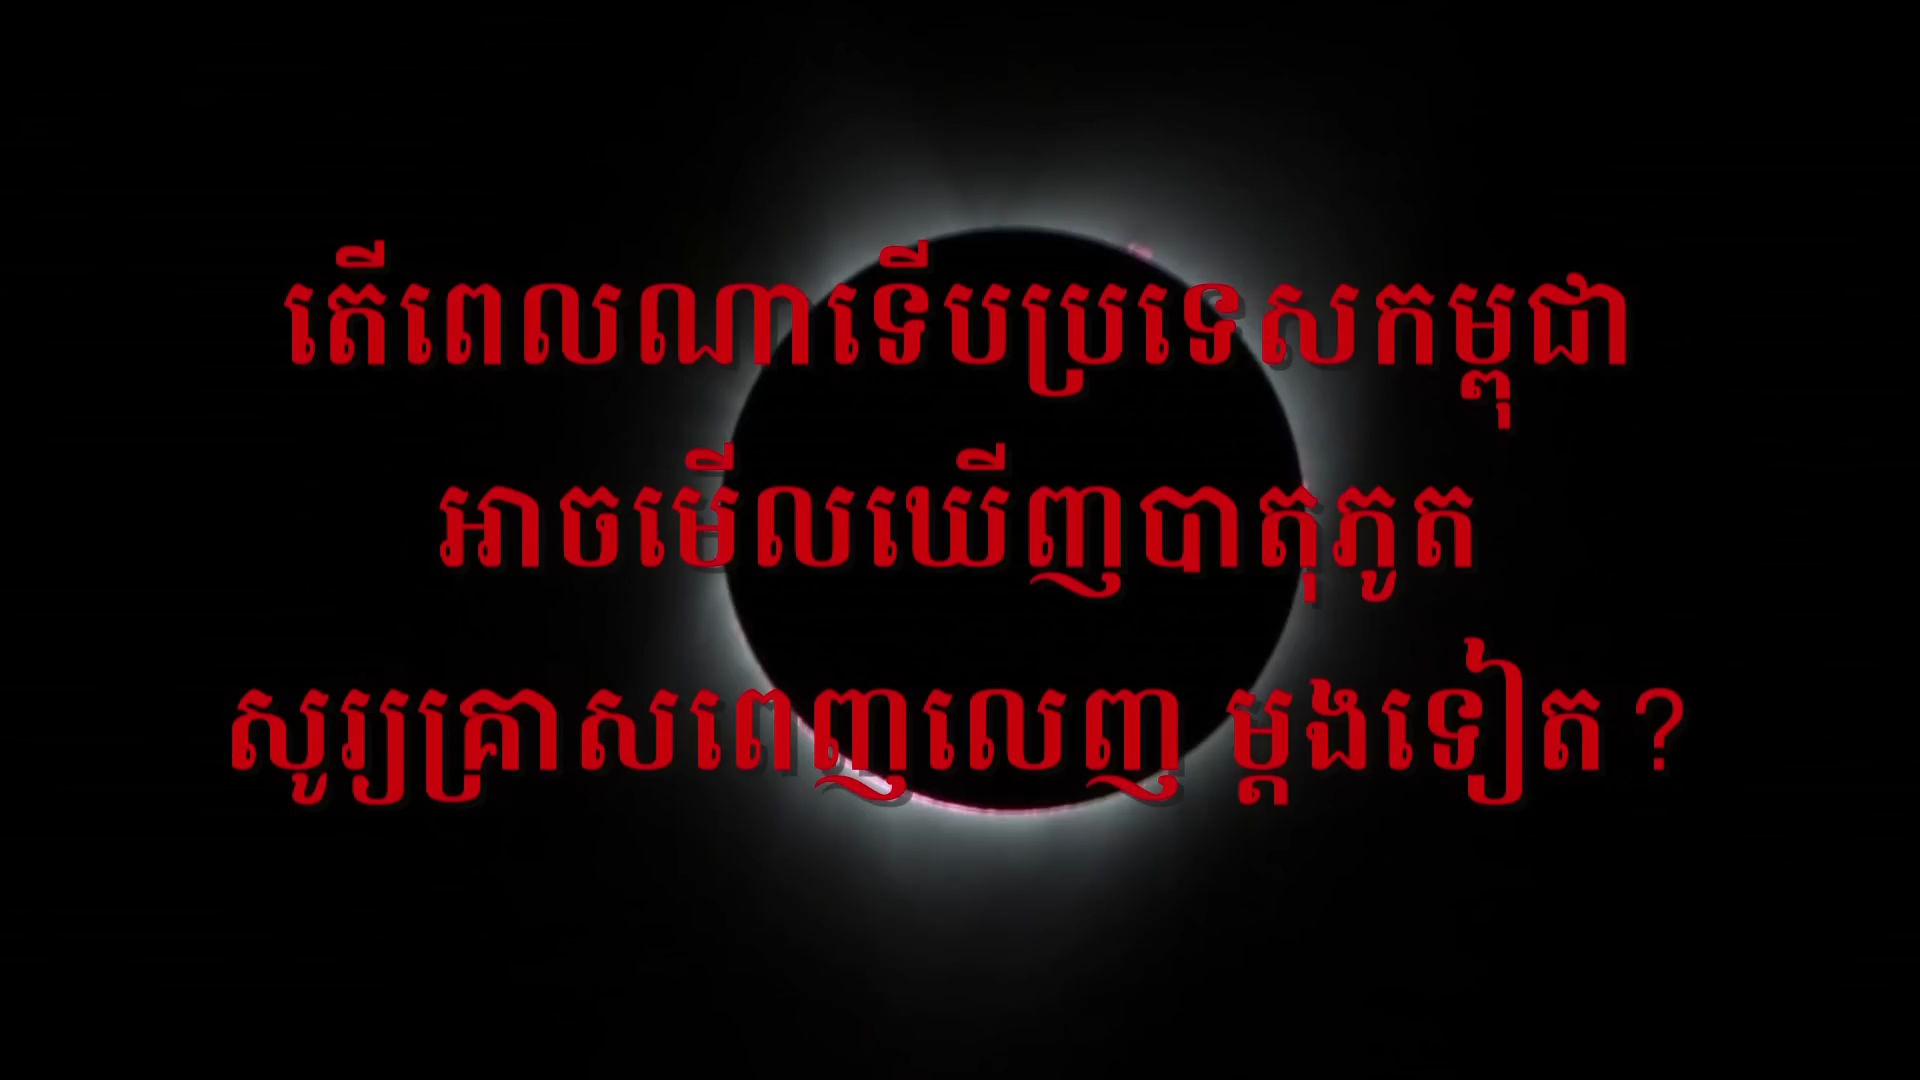 តើពេលណាទើបប្រទេសកម្ពុជា
អាចមើលឃើញបាតុភូត
សូរ្យគ្រាសពេញលេញ ម្ដងទៀត ?